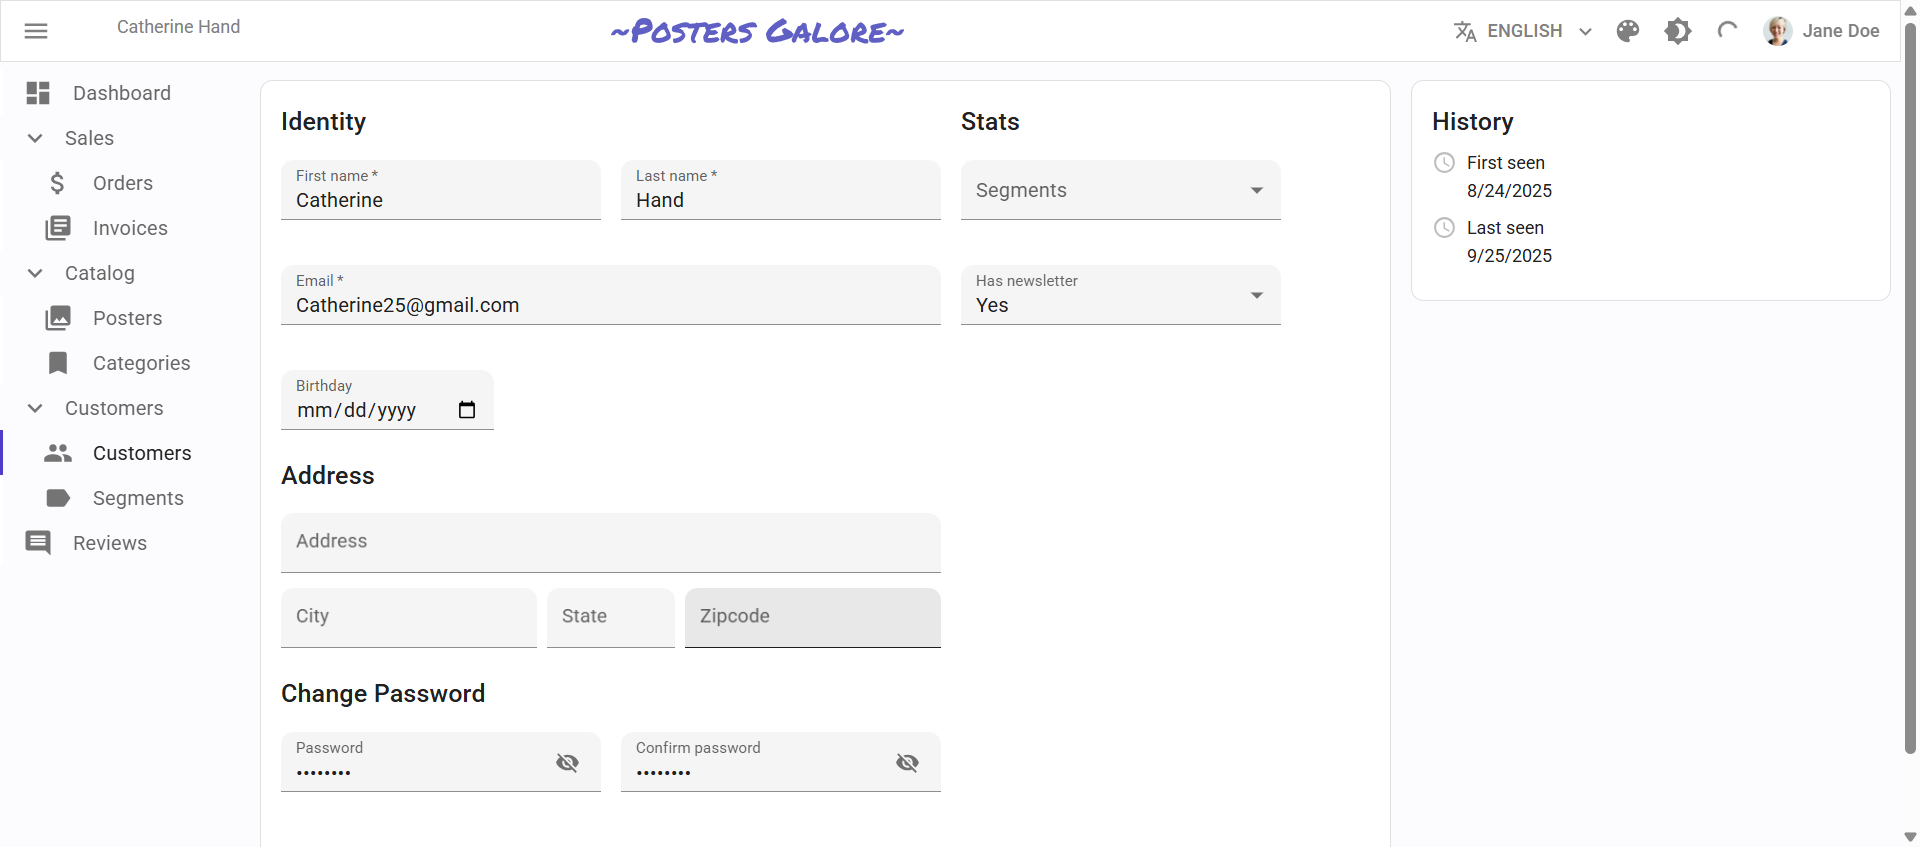 Catherine Hand
~Posters Galore~
ENGLISH
Jane Doe
Dashboard
Sales
Orders
Invoices
Catalog
Posters
Categories
Customers
Customers
Segments
Reviews
Identity
First name *
Catherine
Last name *
Hand
Email *
Catherine25@gmail.com
Birthday
mm/dd/yyyy
Address
Address
City
State
Zipcode
Change Password
Password
••••••••
Confirm password
••••••••
Stats
Segments
Has newsletter
Yes
History
First seen
8/24/2025
Last seen
9/25/2025